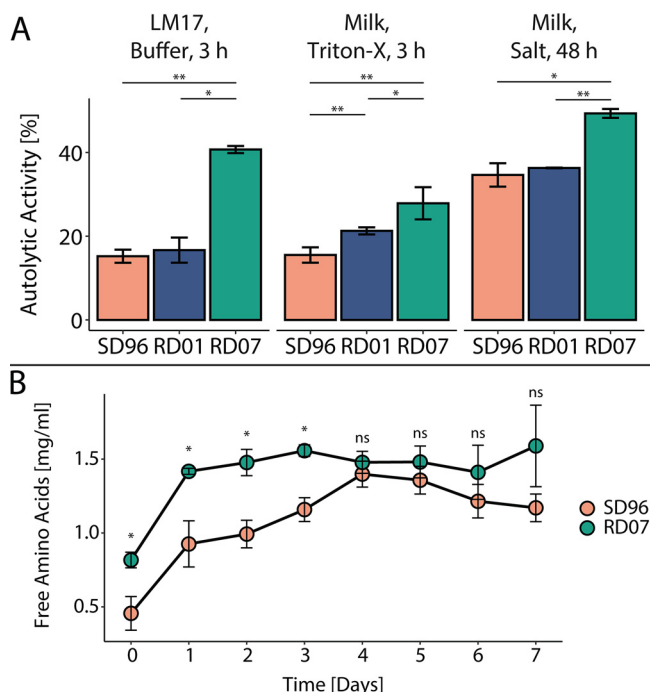 A
LM17,
Buffer, 3 h
Milk,
Triton-X, 3 h
Milk,
Salt, 48 h
**
*
**
**
*
*
**
Autolytic Activity [%]
40
20
0
SD96 RD01 RD07
SD96 RD01 RD07
SD96 RD01 RD07
B
Free Amino Acids [mg/ml]
1.5
1.0
0.5
* * * * ns ns ns ns
SD96
RD07
0 1 2 3 4 5 6 7
Time [Days]